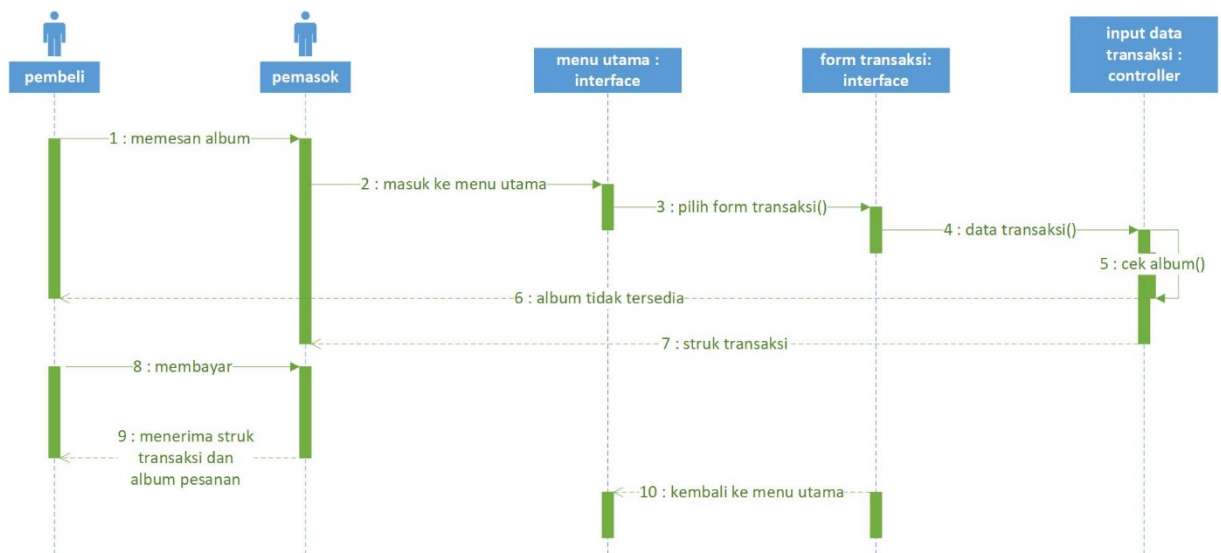 pembeli
pemasok
menu utama :
interface
form transaksi:
interface
input data
transaksi :
controller
1 : memesan album
2 : masuk ke menu utama
3 : pilih form transaksi()
4 : data transaksi()
5 : cek album()
6 : album tidak tersedia
7 : struk transaksi
8 : membayar
9 : menerima struk
transaksi dan
album pesanan
10 : kembali ke menu utama